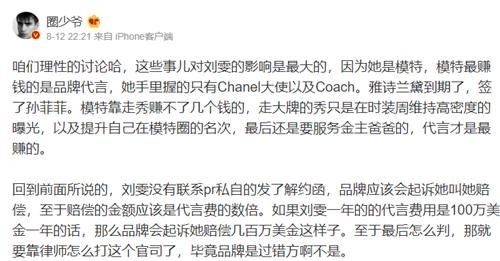 圈少爷
8-12 22:21 来自 iPhone客户端
咱们理性的讨论哈，这些事儿对刘雯的影响是最大的，因为她是模特，模特最赚
钱的是品牌代言，她手里握的只有Chanel大使以及Coach。雅诗兰黛到期了，签
了孙菲菲。模特靠走秀赚不了几个钱的，走大牌的秀只是在时装周维持高密度的
曝光，以及提升自己在模特圈的名次，最后还是要服务金主爸爸的，代言才是最
赚的。
回到前面所说的，刘雯没有联系pr私自的发了解约函，品牌应该会起诉她叫她赔
偿，至于赔偿的金额应该是代言费的数倍。如果刘雯一年的的代言费用是100万美
金一年的话，那么品牌会起诉她赔偿几百万美金这样子。至于最后怎么判，那就
要靠律师怎么打这个官司了，毕竟品牌是过错方啊不是。